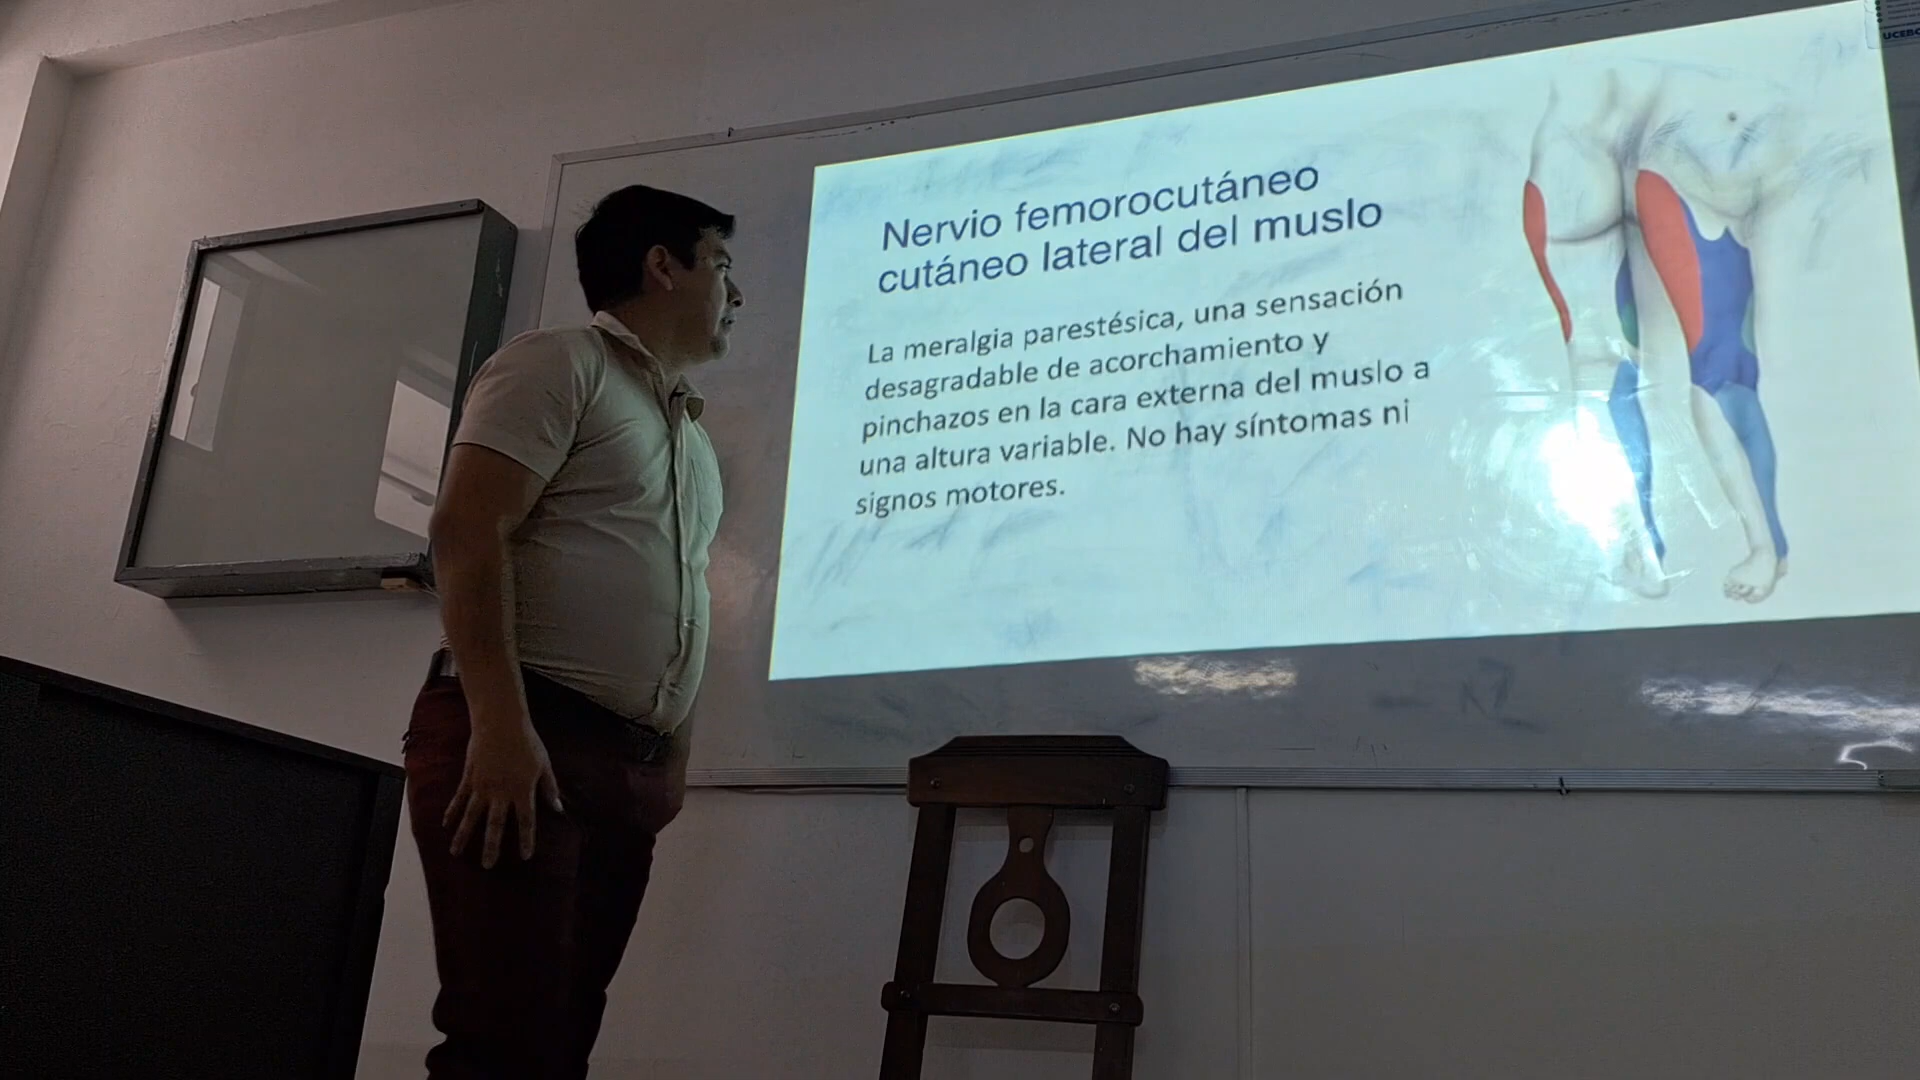 Nervio femorocutáneo
cutáneo lateral del muslo
La meralgia parestésica, una sensación
desagradable de acorchamiento y
pinchazos en la cara externa del muslo a
una altura variable. No hay síntomas ni
signos motores.